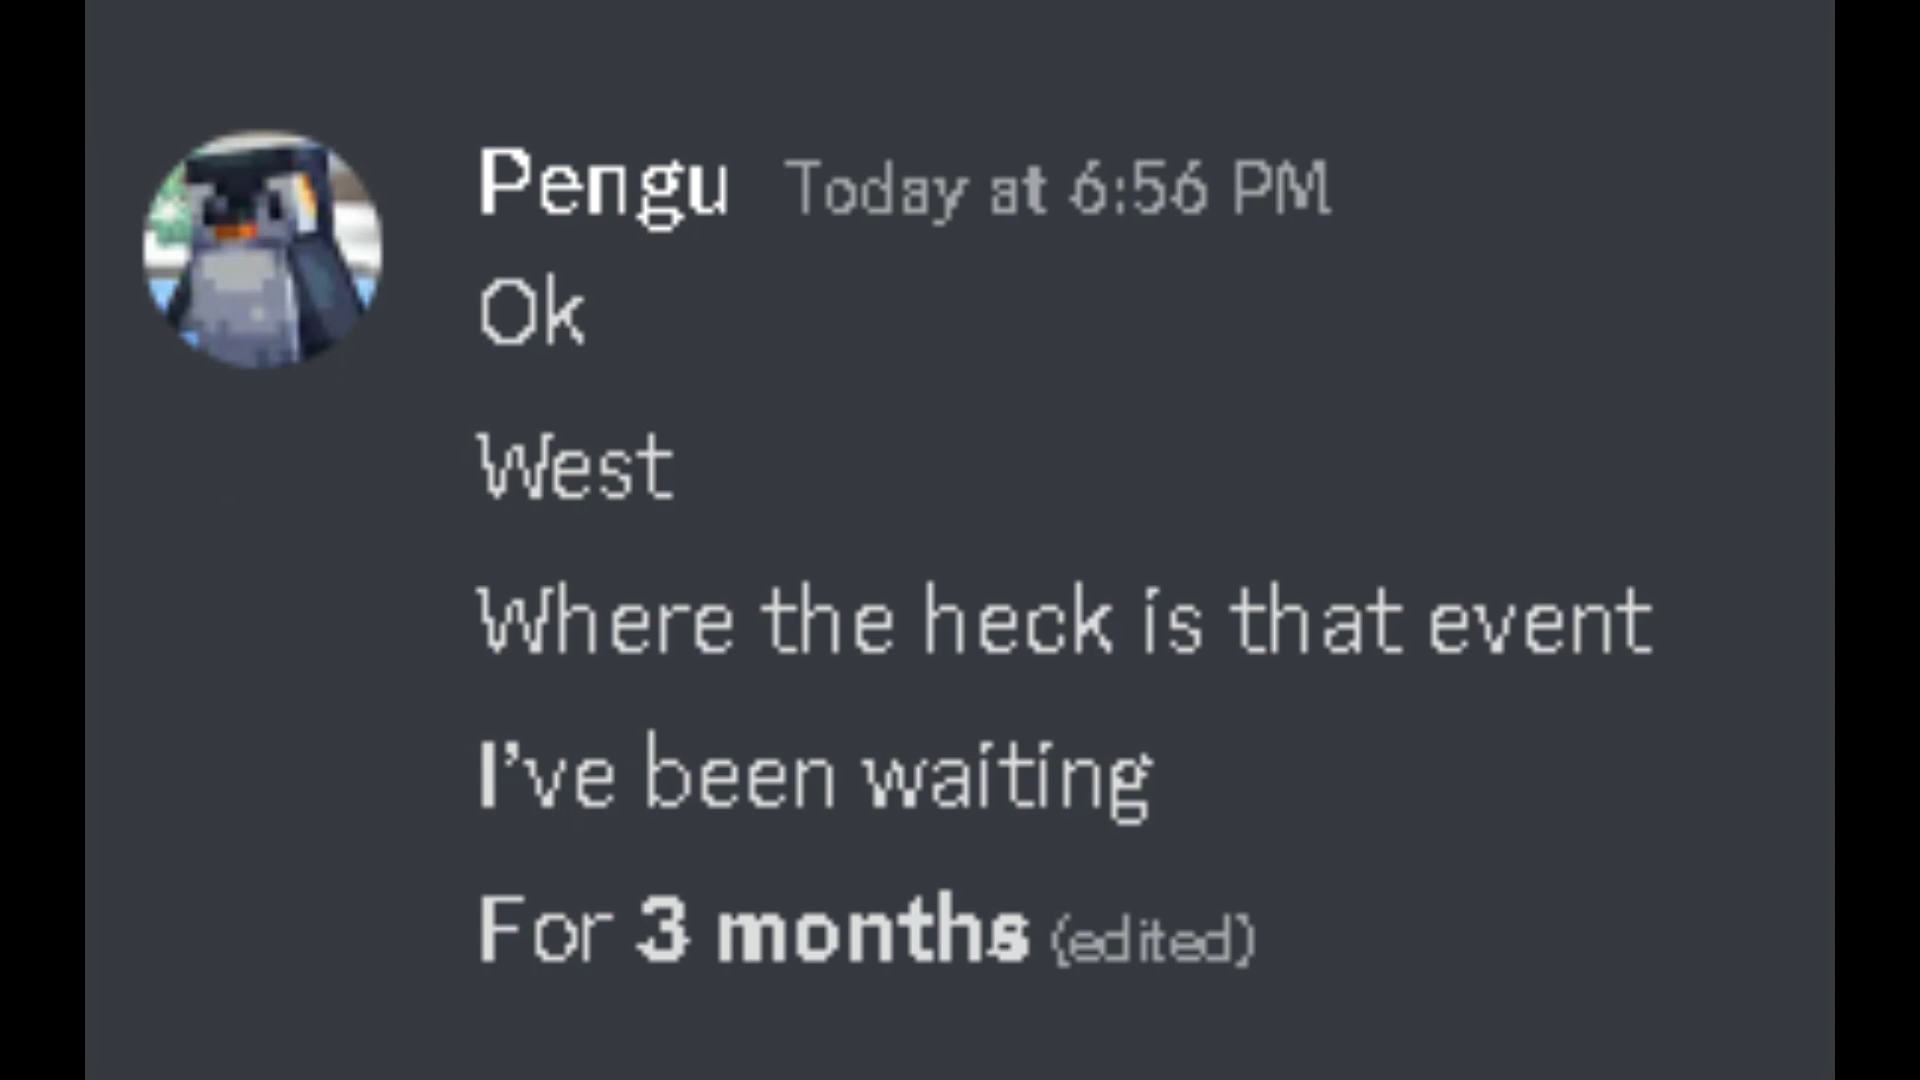 Pengu Today at 6:56 PM
Ok
West
Where the heck is that event
I've been waiting
For 3 months (edited)